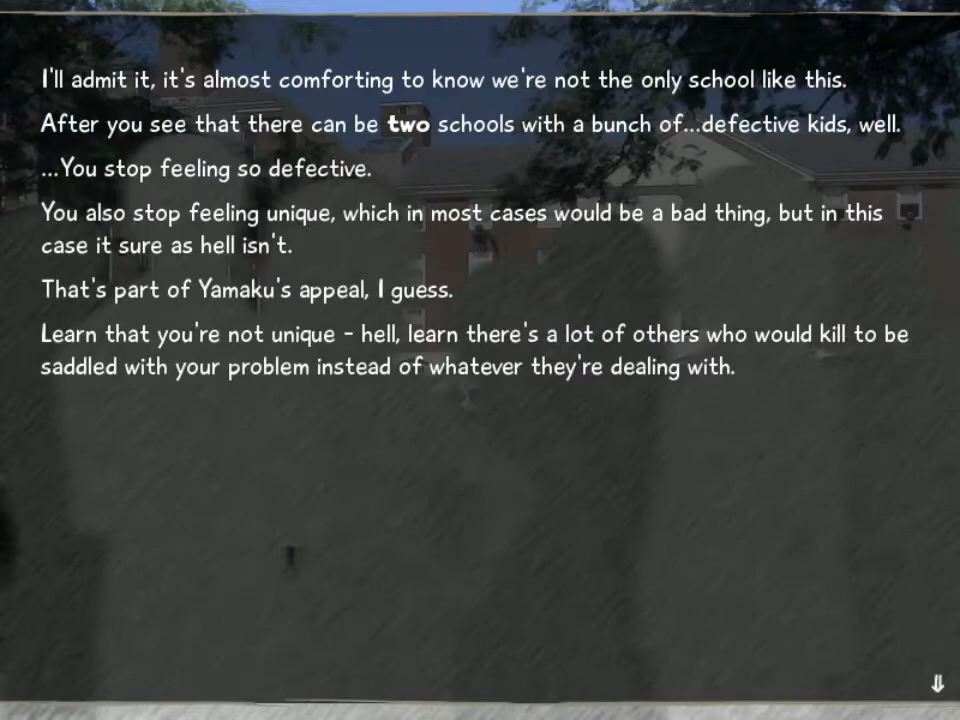 I'll admit it, it's almost comforting to know we're not the only school like this.
After you see that there can be two schools with a bunch of...defective kids, well.
...You stop feeling so defective.
You also stop feeling unique, which in most cases would be a bad thing, but in this
case it sure as hell isn't.
That's part of Yamaku's appeal, I guess.
Learn that you're not unique - hell, learn there's a lot of others who would kill to be
saddled with your problem instead of whatever they're dealing with.